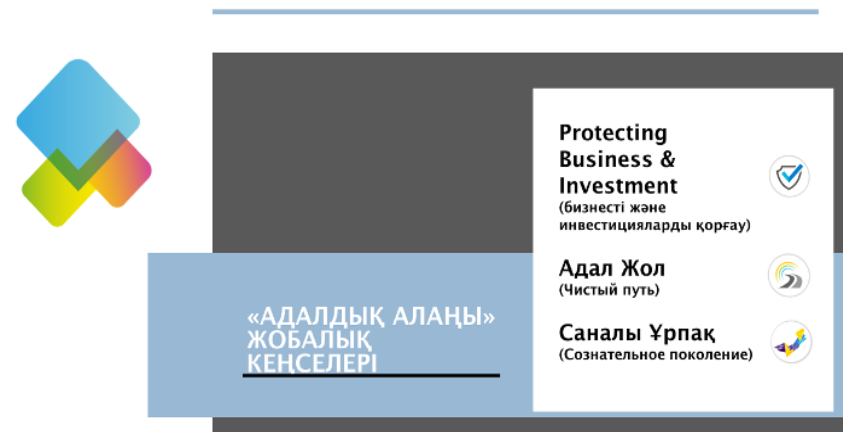 «АДАЛДЫҚ АЛАҢЫ»
ЖОБАЛЫҚ
КЕҢСЕЛЕРІ
Protecting
Business &
Investment
(бизнесті және
инвестицияларды қорғау)
Адал Жол
(Чистый путь)
Саналы Ұрпақ
(Сознательное поколение)